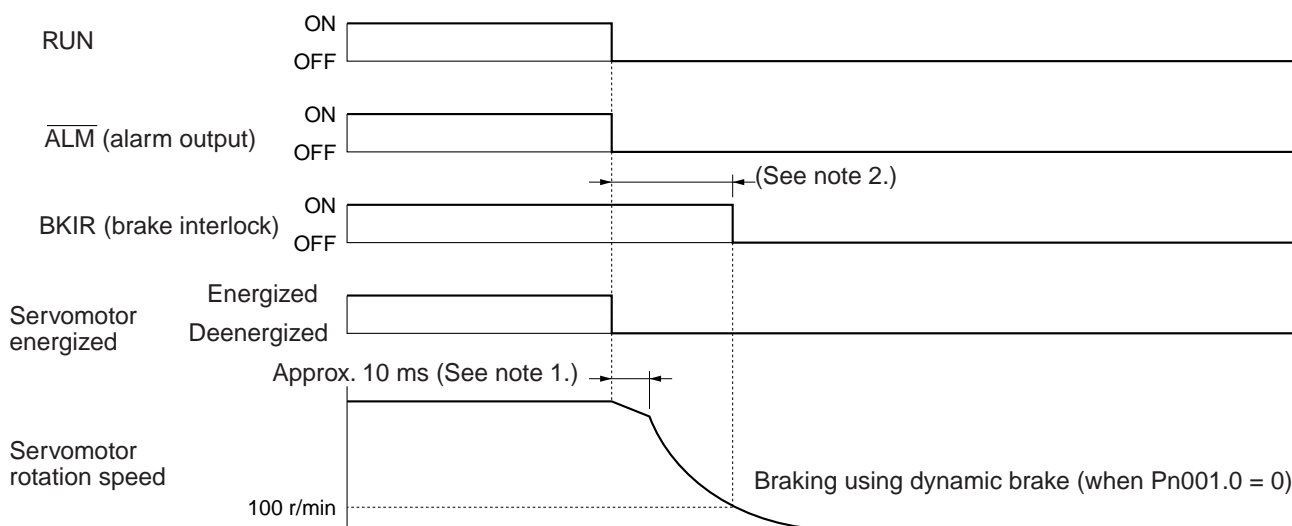 RUN
ON
OFF
ALM (alarm output)
ON
OFF
(See note 2.)
BKIR (brake interlock)
ON
OFF
Servomotor
energized
Energized
Deenergized
Approx. 10 ms (See note 1.)
Servomotor
rotation speed
Braking using dynamic brake (when Pn001.0 = 0)
100 r/min